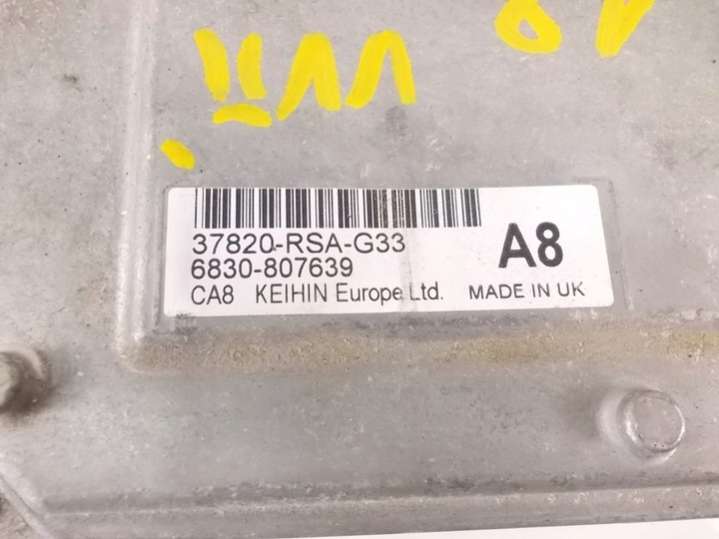 37820-RSA-G33
6830-807639
A8
CA8 KEIHIN Europe Ltd. MADE IN UK